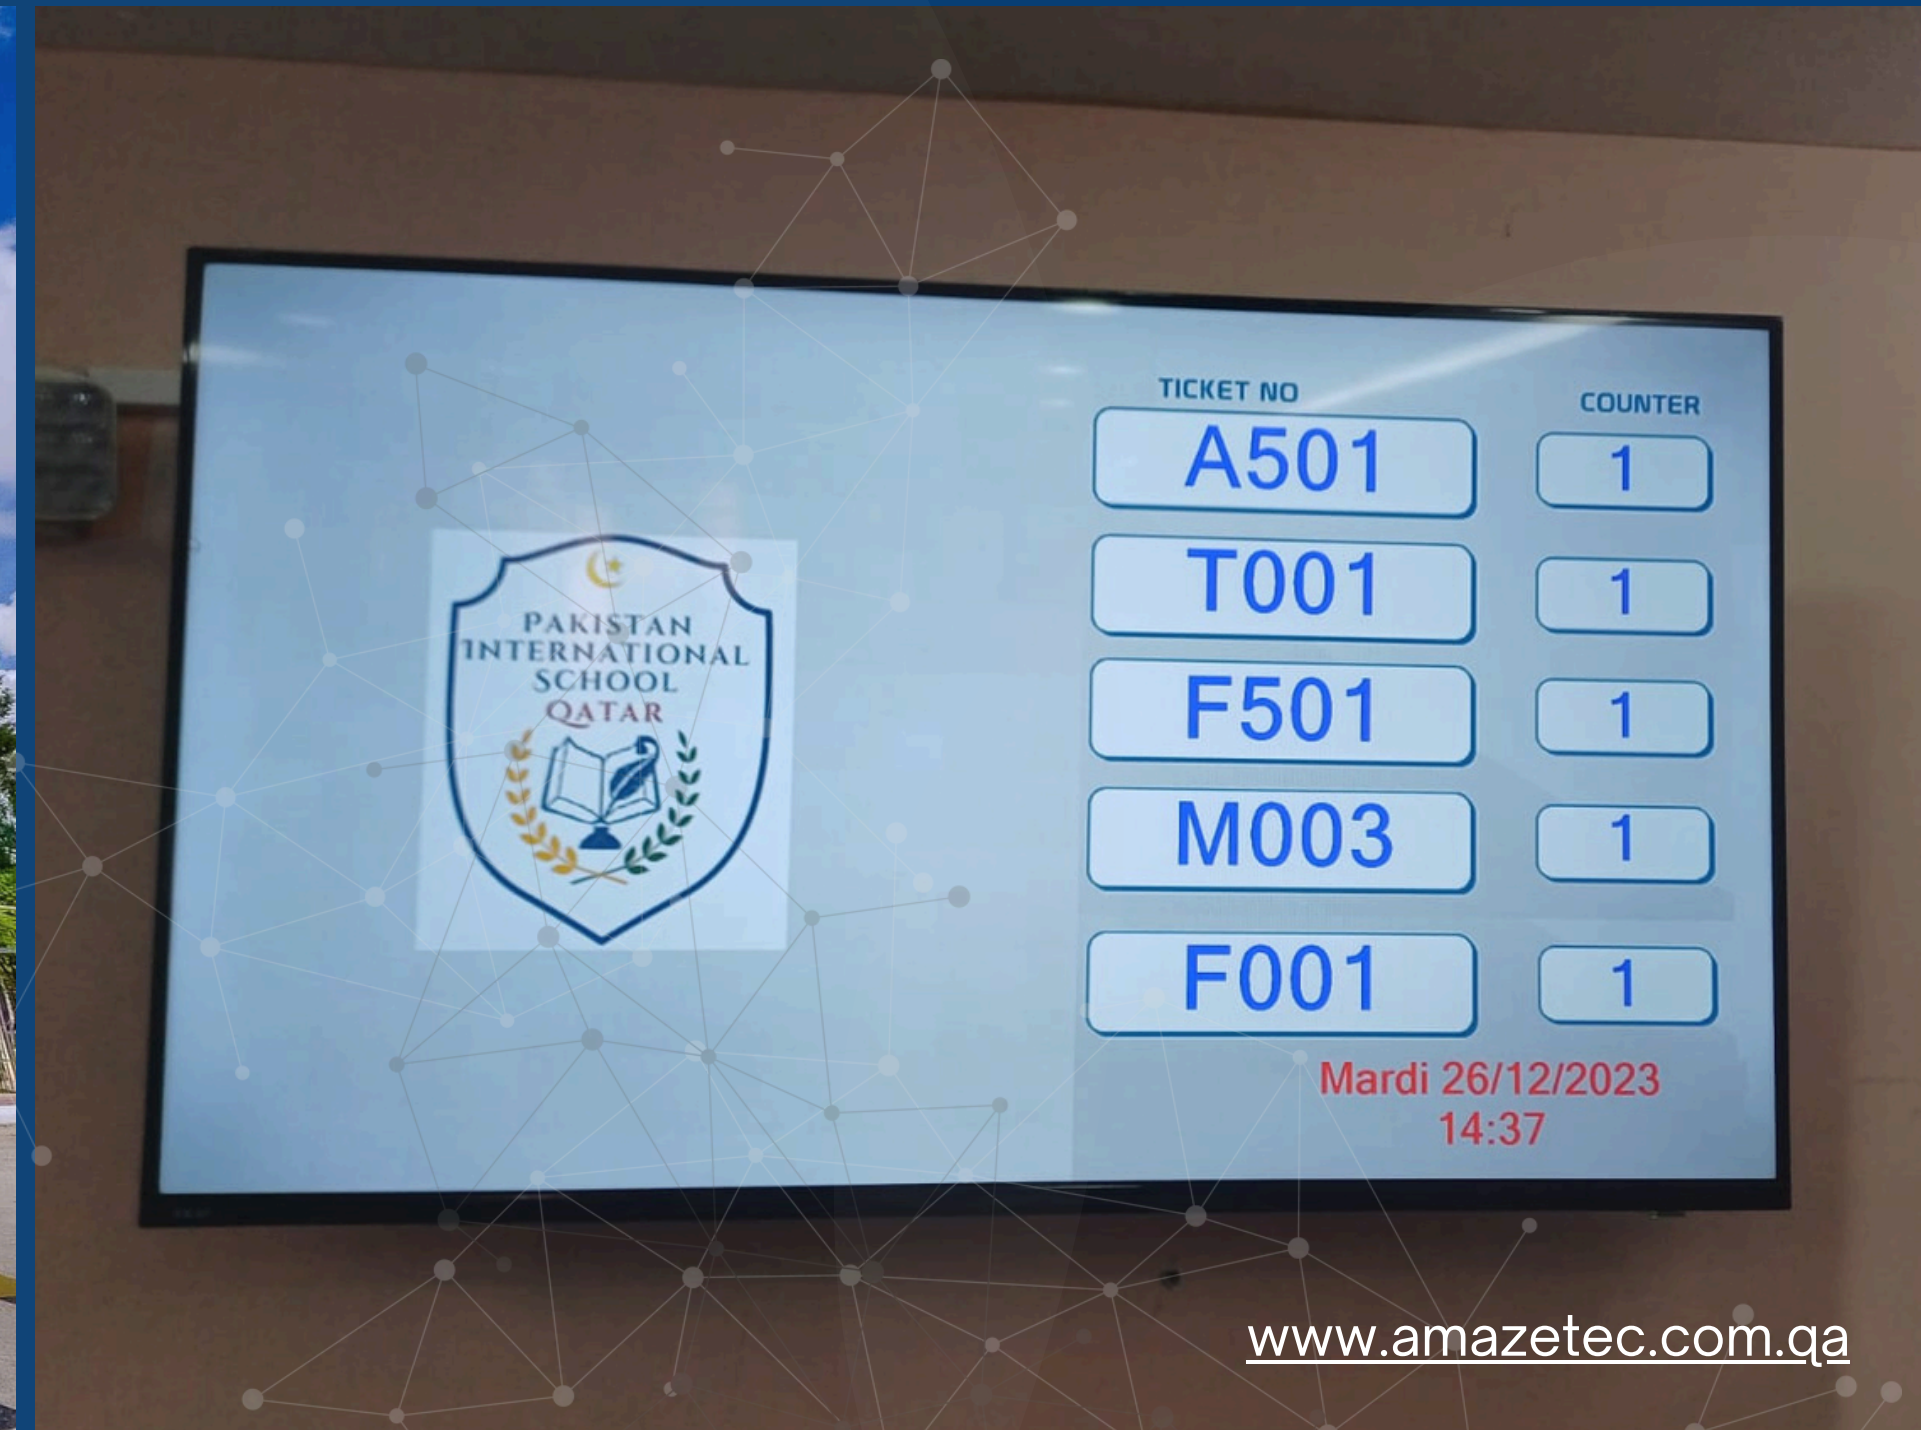 TICKET NO
COUNTER
A501
1
T001
1
F501
1
M003
1
F001
1
Mardi 26/12/2023
14:37
PAKISTAN
INTERNATIONAL
SCHOOL
QATAR
www.amazetec.com.qa